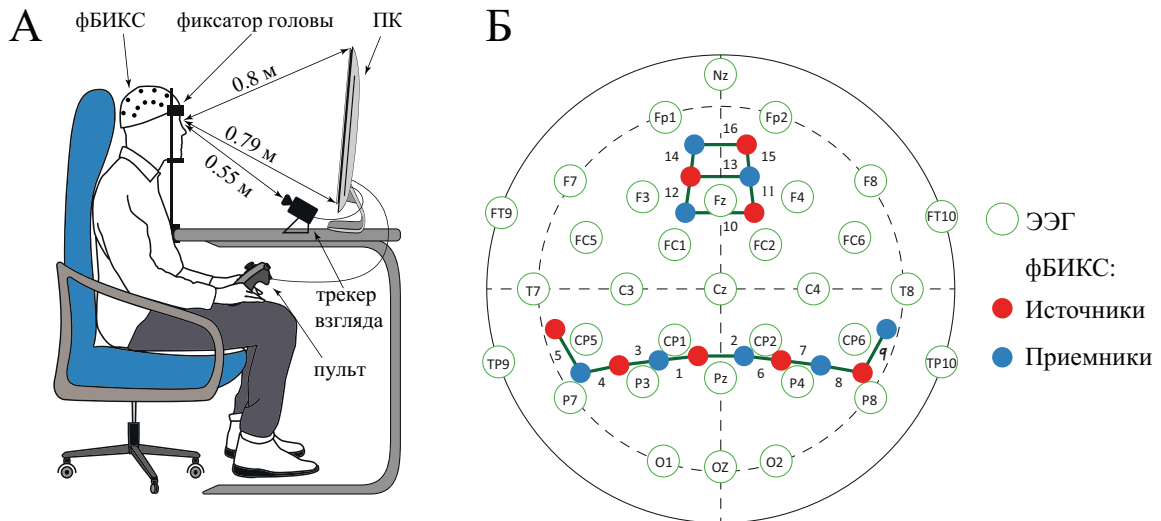 А
фБИКС
фиксатор головы
ПК
0.8 м
0.79 м
0.55 м
трекер
взгляда
пульт
Б
Nz
Fp1
Fp2
16
14
15
13
F7
F3
12
Fz
11
F4
F8
FT9
FT10
10
FC5
FC1
FC2
FC6
T7
C3
Cz
C4
T8
TP9
CP5
CP1
CP2
CP6
TP10
5
3
2
7
9
4
P3
1
Pz
6
P4
8
P7
P8
O1
OZ
O2
ЭЭГ
фБИКС:
Источники
Приемники